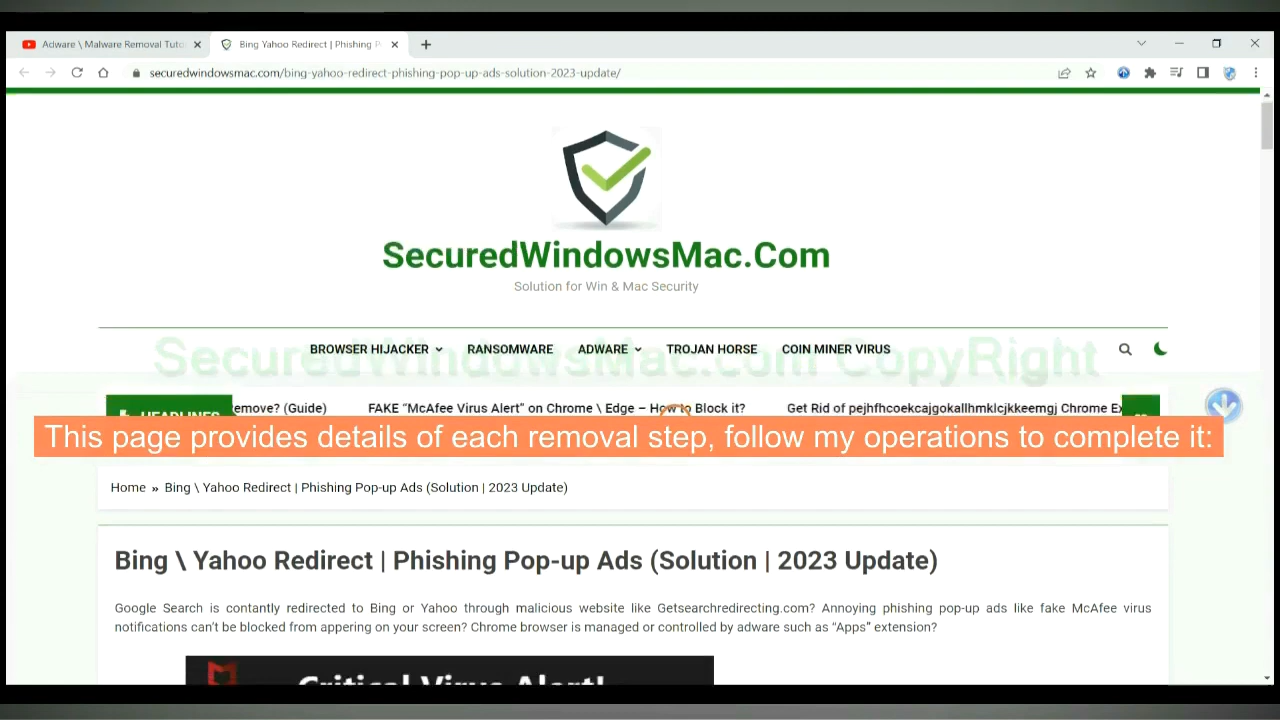 Adware \ Malware Removal Tuto
Bing Yahoo Redirect | Phishing P
securedwindowsmac.com/bing-yahoo-redirect-phishing-pop-up-ads-solution-2023-update/
SecuredWindowsMac.Com
Solution for Win & Mac Security
BROWSER HIJACKER
RANSOMWARE
ADWARE
TROJAN HORSE
COIN MINER VIRUS
SecuredWindowsMac.com CopyRight
HEADLINES
emove? (Guide)
FAKE “McAfee Virus Alert” on Chrome \ Edge – How to Block it?
Get Rid of pejhfhcoekcajgokallhmklcjkkeemgj Chrome Ex
This page provides details of each removal step, follow my operations to complete it:
Home » Bing \ Yahoo Redirect | Phishing Pop-up Ads (Solution | 2023 Update)
Bing \ Yahoo Redirect | Phishing Pop-up Ads (Solution | 2023 Update)
Google Search is contantly redirected to Bing or Yahoo through malicious website like Getsearchredirecting.com? Annoying phishing pop-up ads like fake McAfee virus
notifications can’t be blocked from appering on your screen? Chrome browser is managed or controlled by adware such as “Apps” extension?
Critical Virus Alert!